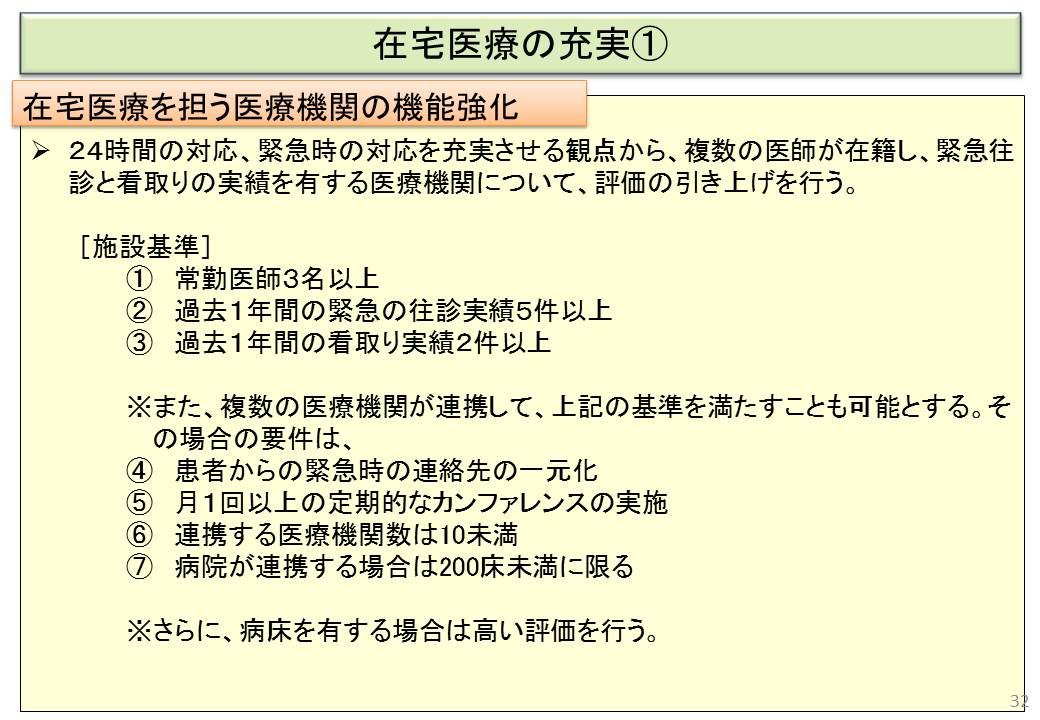 在宅医療の充実①
在宅医療を担う医療機関の機能強化
➢ 24時間の対応、緊急時の対応を充実させる観点から、複数の医師が在籍し、緊急往
診と看取りの実績を有する医療機関について、評価の引き上げを行う。
［施設基準］
① 常勤医師３名以上
② 過去１年間の緊急の往診実績５件以上
③ 過去１年間の看取り実績２件以上
※また、複数の医療機関が連携して、上記の基準を満たすことも可能とする。そ
の場合の要件は、
④ 患者からの緊急時の連絡先の一元化
⑤ 月１回以上の定期的なカンファレンスの実施
⑥ 連携する医療機関数は10未満
⑦ 病院が連携する場合は200床未満に限る
※さらに、病床を有する場合は高い評価を行う。
32